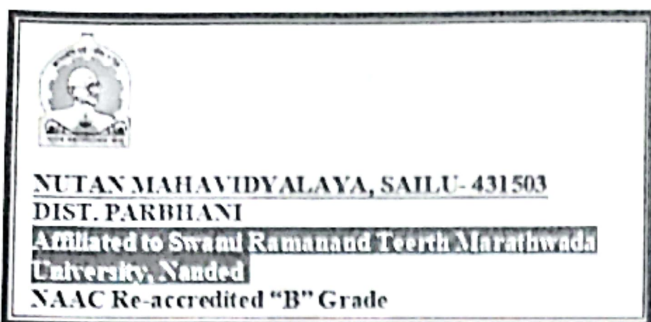 NUTAN MAHAVIDYALAYA, SAILU- 431503
DIST. PARBHANI
Affiliated to Swami Ramanand Teerth Marathwada
University, Nanded
NAAC Re-accredited “B” Grade